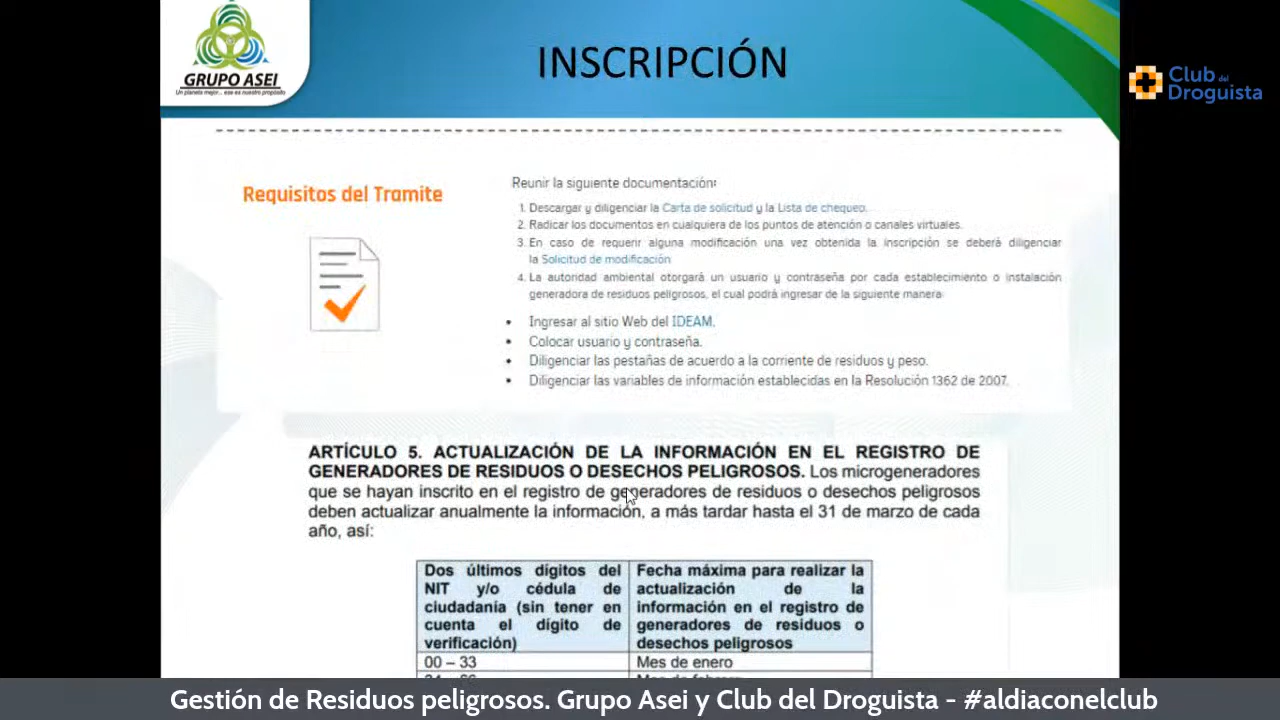 GRUPO ASEI
Un planeta mejor... ese es nuestro propósito
INSCRIPCIÓN
Club del
Droguista
Requisitos del Tramite
Reunir la siguiente documentación:
1. Descargar y diligenciar la Carta de solicitud y la Lista de chequeo.
2. Radicar los documentos en cualquiera de los puntos de atención o canales virtuales.
3. En caso de requerir alguna modificación una vez obtenida la inscripción se deberá diligenciar
la Solicitud de modificación
4. La autoridad ambiental otorgará un usuario y contraseña por cada establecimiento o instalación
generadora de residuos peligrosos, el cual podrá ingresar de la siguiente manera
• Ingresar al sitio Web del IDEAM.
• Colocar usuario y contraseña.
• Diligenciar las pestañas de acuerdo a la corriente de residuos y peso.
• Diligenciar las variables de información establecidas en la Resolución 1362 de 2007.
ARTÍCULO 5. ACTUALIZACIÓN DE LA INFORMACIÓN EN EL REGISTRO DE
GENERADORES DE RESIDUOS O DESECHOS PELIGROSOS. Los microgeneradores
que se hayan inscrito en el registro de generadores de residuos o desechos peligrosos
deben actualizar anualmente la información, a más tardar hasta el 31 de marzo de cada
año, así:
Dos últimos dígitos del
NIT y/o cédula de
ciudadanía (sin tener en
cuenta el dígito de
verificación)
Fecha máxima para realizar la
actualización de la
información en el registro de
generadores de residuos o
desechos peligrosos
00 – 33
Mes de enero
Gestión de Residuos peligrosos. Grupo Asei y Club del Droguista - #aldiaconelclub